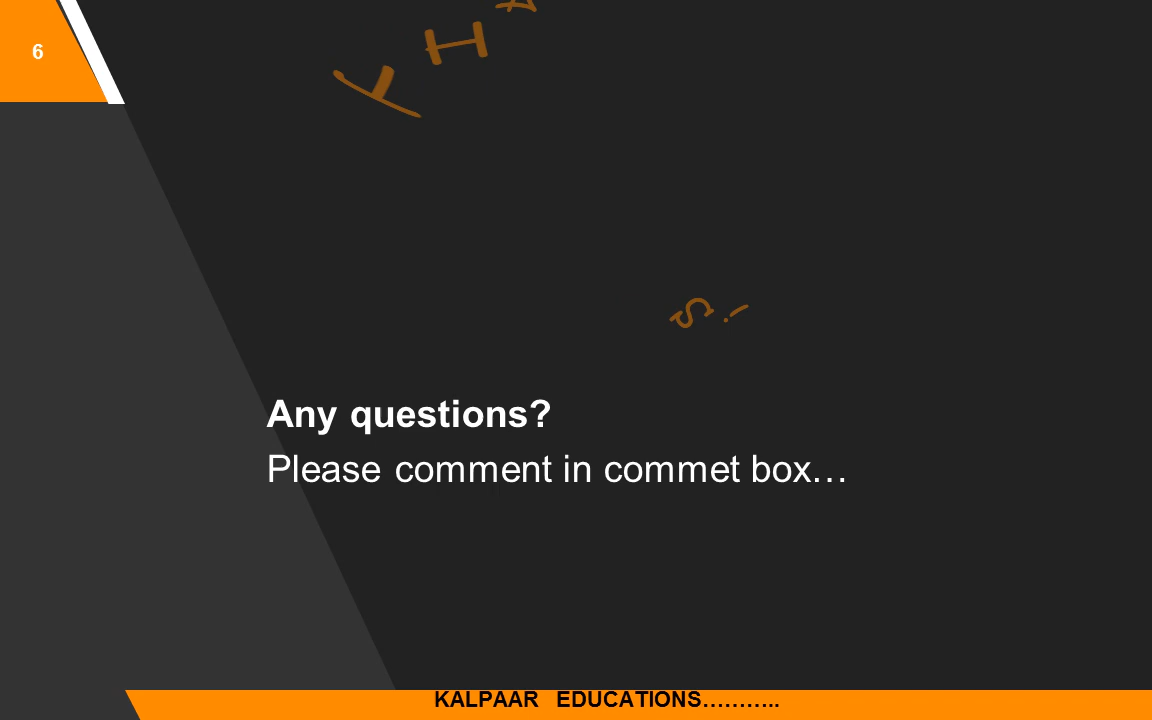 6
T H
S !
Any questions?
Please comment in commet box…
KALPAAR EDUCATIONS………..